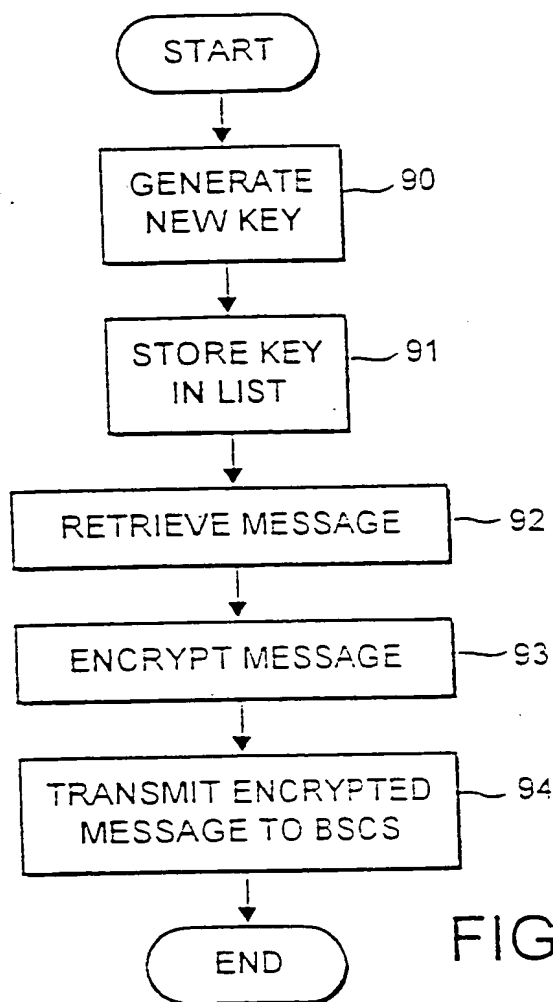 START
GENERATE
NEW KEY
90
STORE KEY
IN LIST
91
RETRIEVE MESSAGE
92
ENCRYPT MESSAGE
93
TRANSMIT ENCRYPTED
MESSAGE TO BSCS
94
END
FIG